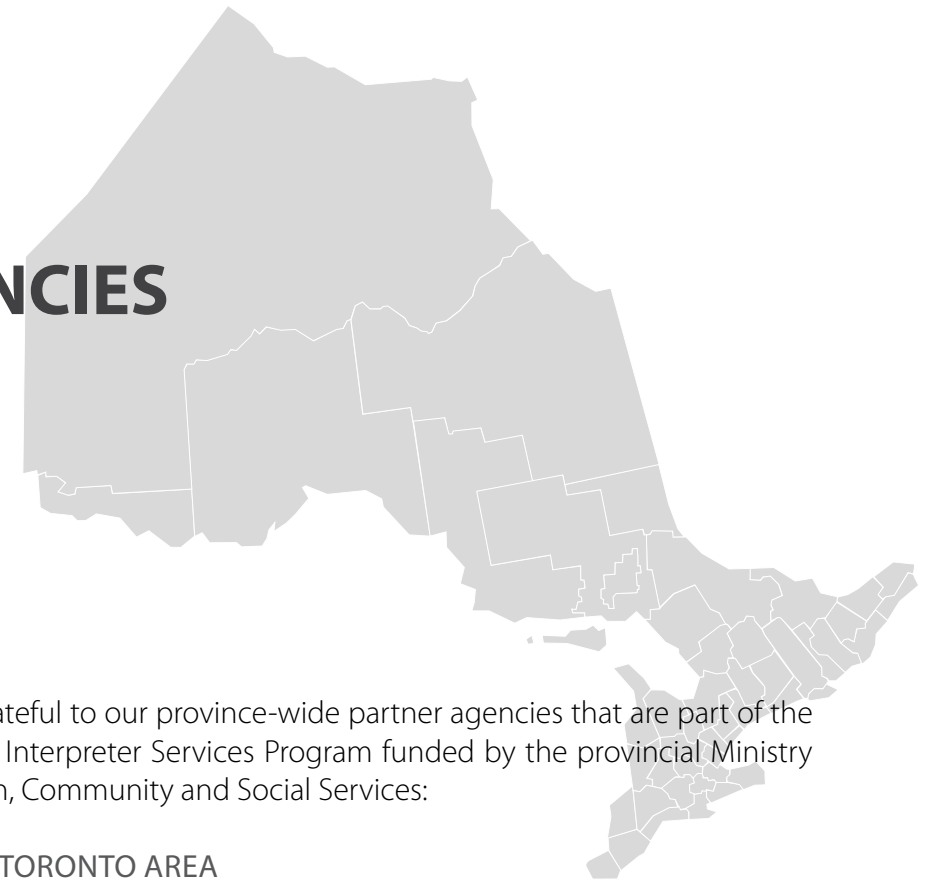 NCIES
ateful to our province-wide partner agencies that are part of the
Interpreter Services Program funded by the provincial Ministry
n, Community and Social Services:
TORONTO AREA